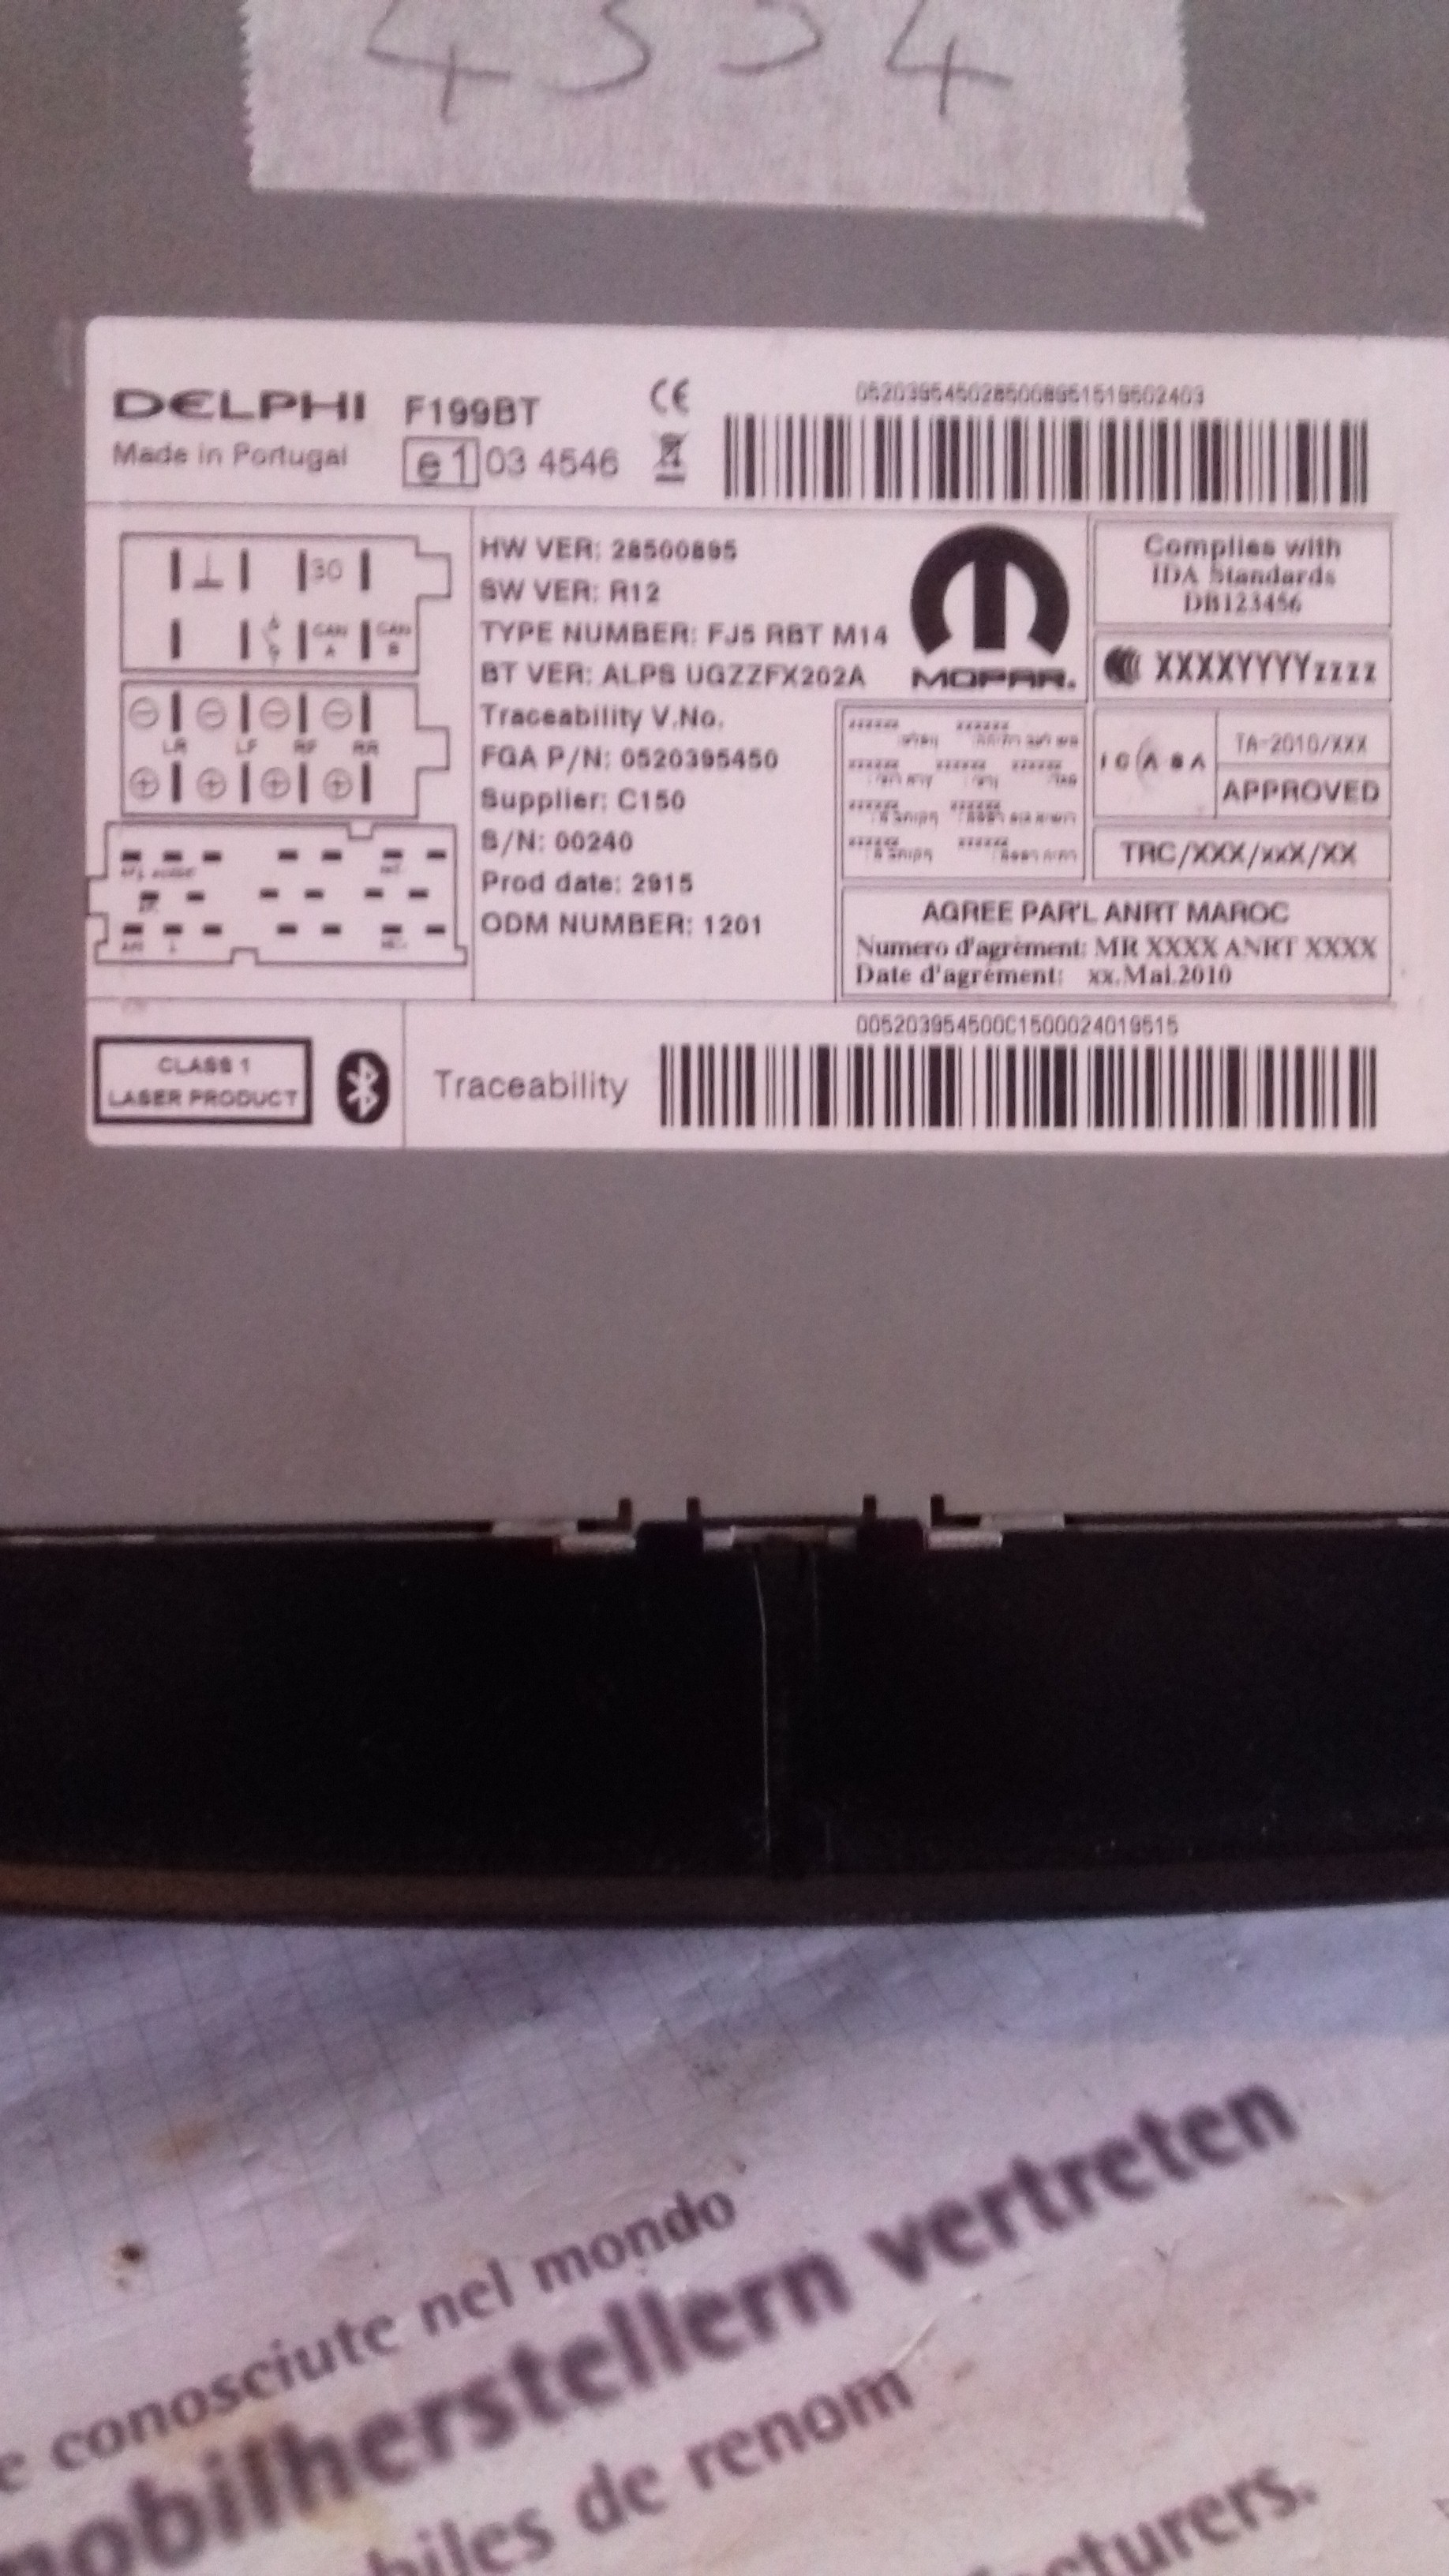 DELPHI
Made in Portugal
F199BT
e1 03 4546
CE
0520395450285008951519502403
30
A
S
CAN
A
CAN
B
LR LF RF RR
HW VER: 28500895
SW VER: R12
TYPE NUMBER: FJ5 RBT M14
BT VER: ALPS UGZZFX202A
Traceability V.No.
FGA P/N: 0520395450
Supplier: C150
S/N: 00240
Prod date: 2915
ODM NUMBER: 1201
MOPAR.
Complies with
IDA Standards
DB123456
XXXXYYYYzzzz
ICASA
TA-2010/XXX
APPROVED
TRC/XXX/xxX/XX
AGREE PAR'L ANRT MAROC
Numero d'agrément: MR XXXX ANRT XXXX
Date d'agrément: xx.Mai.2010
CLASS 1
LASER PRODUCT
Traceability
005203954500C1500024019515
e conosciute nel mondo
mobilherstellern vertreten
biles de renom
cturers.